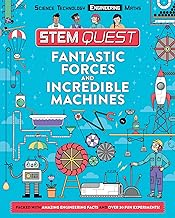 Science Technology Engineering Maths
STEM QUEST
FANTASTIC
FORCES
AND
INCREDIBLE
MACHINES
PACKED WITH AMAZING ENGINEERING FACTS AND OVER 20 FUN EXPERIMENTS!